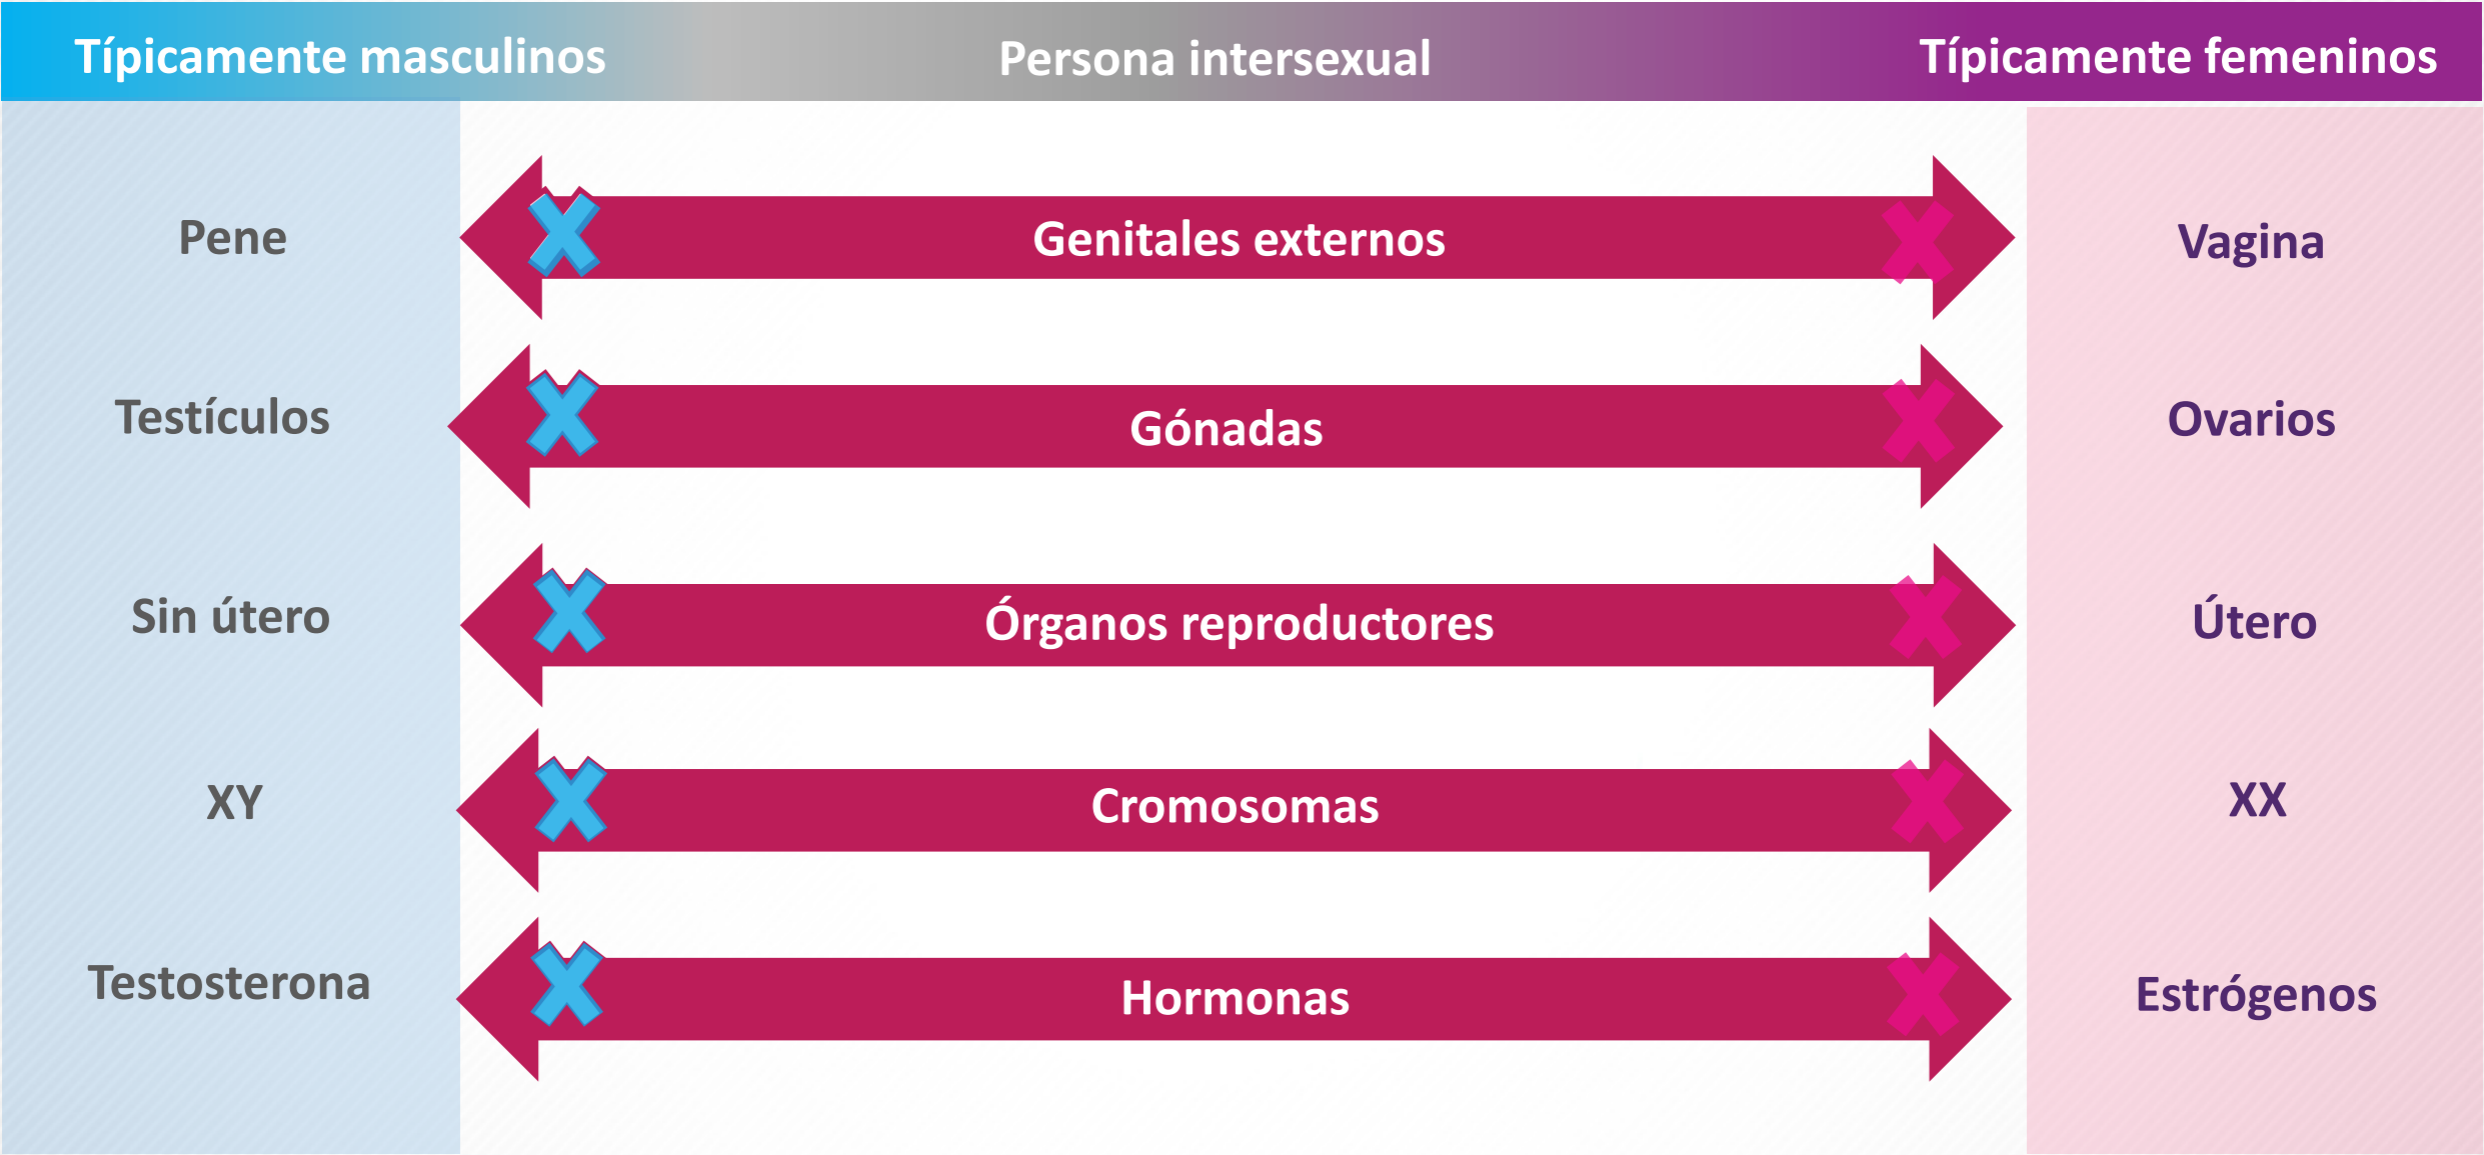 Típicamente masculinos
Persona intersexual
Típicamente femeninos
Pene
Genitales externos
Vagina
Testículos
Gónadas
Ovarios
Sin útero
Órganos reproductores
Útero
XY
Cromosomas
XX
Testosterona
Hormonas
Estrógenos